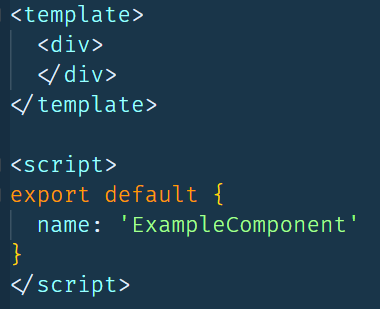 <template>
  <div>
  </div>
</template>

<script>
export default {
  name: 'ExampleComponent'
}
</script>